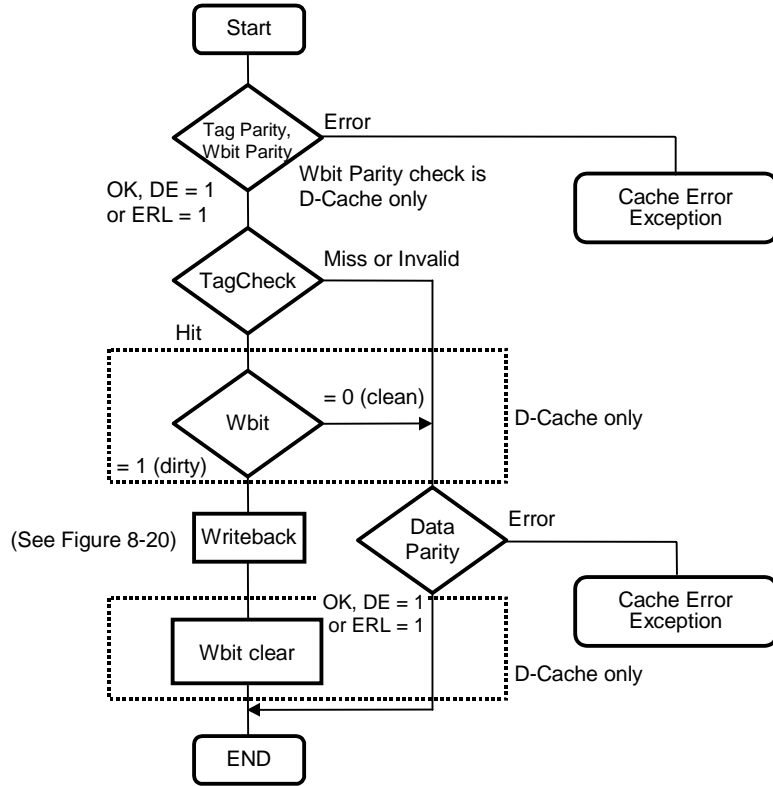 Start
Tag Parity,
Wbit Parity
Error
Wbit Parity check is
D-Cache only
Cache Error
Exception
OK, DE = 1
or ERL = 1
TagCheck
Miss or Invalid
Hit
Wbit
= 0 (clean)
D-Cache only
= 1 (dirty)
(See Figure 8-20)
Writeback
Data
Parity
Error
Cache Error
Exception
OK, DE = 1
or ERL = 1
Wbit clear
D-Cache only
END